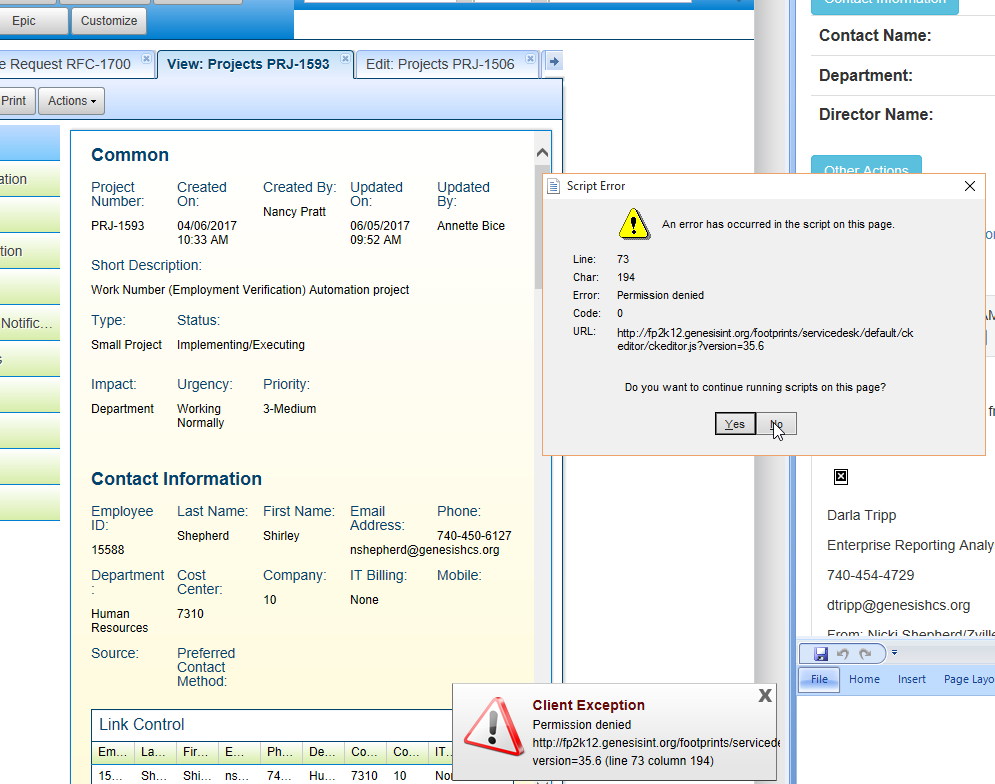 Epic
Customize
Contact Information
Contact Name:
Department:
Director Name:
Other Actions
e Request RFC-1700
View: Projects PRJ-1593
Edit: Projects PRJ-1506
Print
Actions
ation
tion
Notific...
s
Common
Project Number:
Created On:
Created By:
Updated On:
Updated By:
PRJ-1593
04/06/2017 10:33 AM
Nancy Pratt
06/05/2017 09:52 AM
Annette Bice
Short Description:
Work Number (Employment Verification) Automation project
Type:
Status:
Small Project
Implementing/Executing
Impact:
Urgency:
Priority:
Department
Working Normally
3-Medium
Contact Information
Employee ID:
Last Name:
First Name:
Email Address:
Phone:
15588
Shepherd
Shirley
nshepherd@genesishcs.org
740-450-6127
Department:
Cost Center:
Company:
IT Billing:
Mobile:
Human Resources
7310
10
None
Source:
Preferred Contact Method:
Link Control
Em... La... Fir... E... Ph... De... Co... Co... IT...
15... Sh... Shi... ns... 74... Hu... 7310 10
Script Error
An error has occurred in the script on this page.
Line: 73
Char: 194
Error: Permission denied
Code: 0
URL: http://fp2k12.genesisint.org/footprints/servicedesk/default/ck
editor/ckeditor.js?version=35.6
Do you want to continue running scripts on this page?
Yes
No
Darla Tripp
Enterprise Reporting Analy
740-454-4729
dtripp@genesishcs.org
From: Nicki Shepherd/Zville
File
Home
Insert
Page Layo
Client Exception
Permission denied
http://fp2k12.genesisint.org/footprints/servicede
version=35.6 (line 73 column 194)